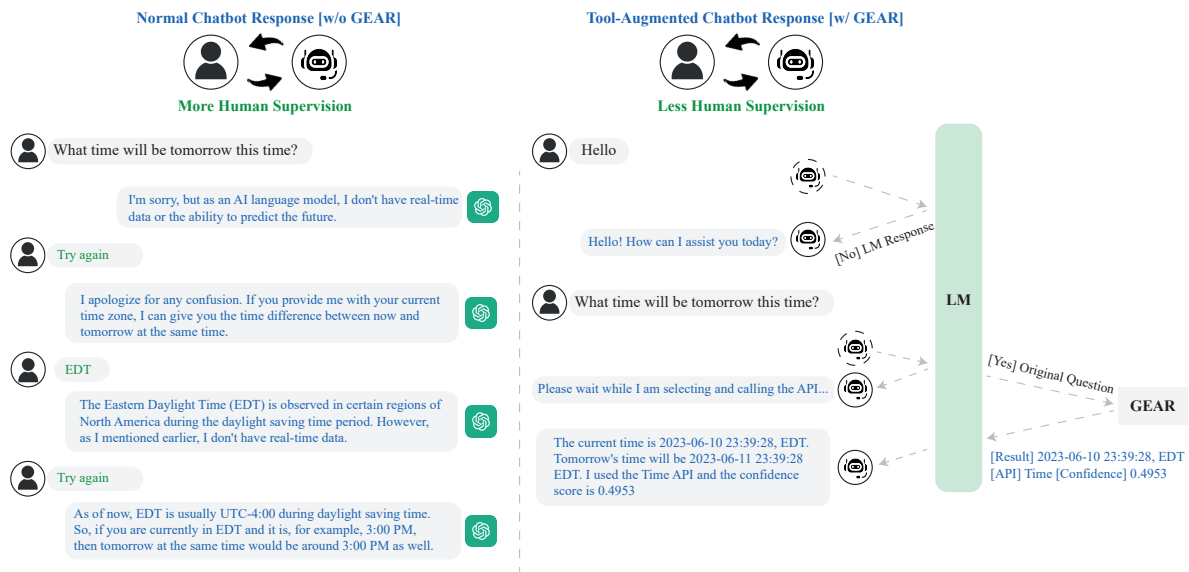 Normal Chatbot Response [w/o GEAR]
More Human Supervision
What time will be tomorrow this time?
I'm sorry, but as an AI language model, I don't have real-time
data or the ability to predict the future.
Try again
I apologize for any confusion. If you provide me with your current
time zone, I can give you the time difference between now and
tomorrow at the same time.
EDT
The Eastern Daylight Time (EDT) is observed in certain regions of
North America during the daylight saving time period. However,
as I mentioned earlier, I don't have real-time data.
Try again
As of now, EDT is usually UTC-4:00 during daylight saving time.
So, if you are currently in EDT and it is, for example, 3:00 PM,
then tomorrow at the same time would be around 3:00 PM as well.
Tool-Augmented Chatbot Response [w/ GEAR]
Less Human Supervision
Hello
Hello! How can I assist you today?
[No] LM Response
What time will be tomorrow this time?
LM
Please wait while I am selecting and calling the API...
[Yes] Original Question
GEAR
The current time is 2023-06-10 23:39:28, EDT.
Tomorrow's time will be 2023-06-11 23:39:28
EDT. I used the Time API and the confidence
score is 0.4953
[Result] 2023-06-10 23:39:28, EDT
[API] Time [Confidence] 0.4953